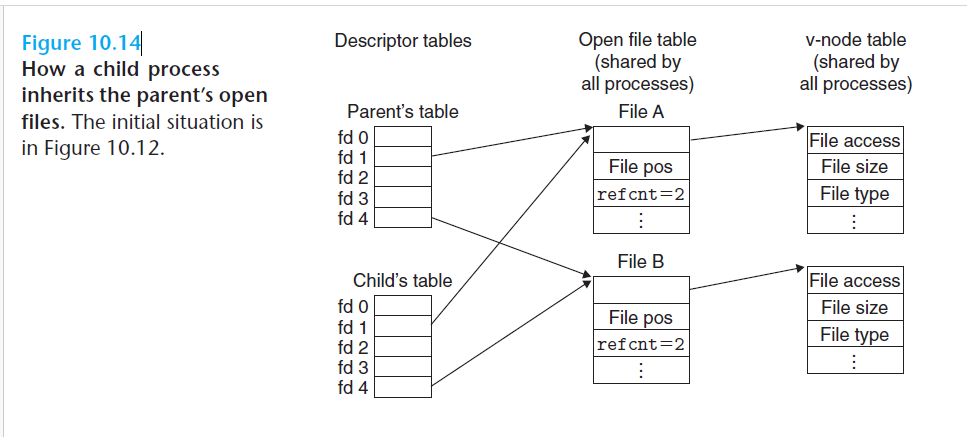 Figure 10.14
How a child process
inherits the parent's open
files. The initial situation is
in Figure 10.12.
Descriptor tables
Open file table
(shared by
all processes)
v-node table
(shared by
all processes)
Parent's table
fd 0
fd 1
fd 2
fd 3
fd 4
File A
File pos
refcnt=2
⋮
File access
File size
File type
⋮
Child's table
fd 0
fd 1
fd 2
fd 3
fd 4
File B
File pos
refcnt=2
⋮
File access
File size
File type
⋮